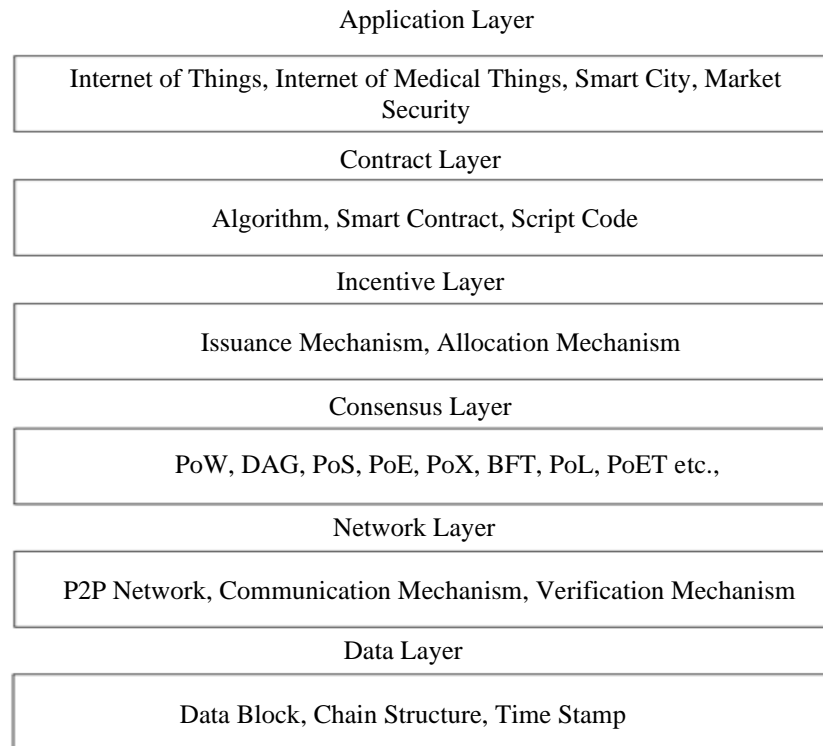 Application Layer
Internet of Things, Internet of Medical Things, Smart City, Market
Security
Contract Layer
Algorithm, Smart Contract, Script Code
Incentive Layer
Issuance Mechanism, Allocation Mechanism
Consensus Layer
PoW, DAG, PoS, PoE, PoX, BFT, PoL, PoET etc.,
Network Layer
P2P Network, Communication Mechanism, Verification Mechanism
Data Layer
Data Block, Chain Structure, Time Stamp